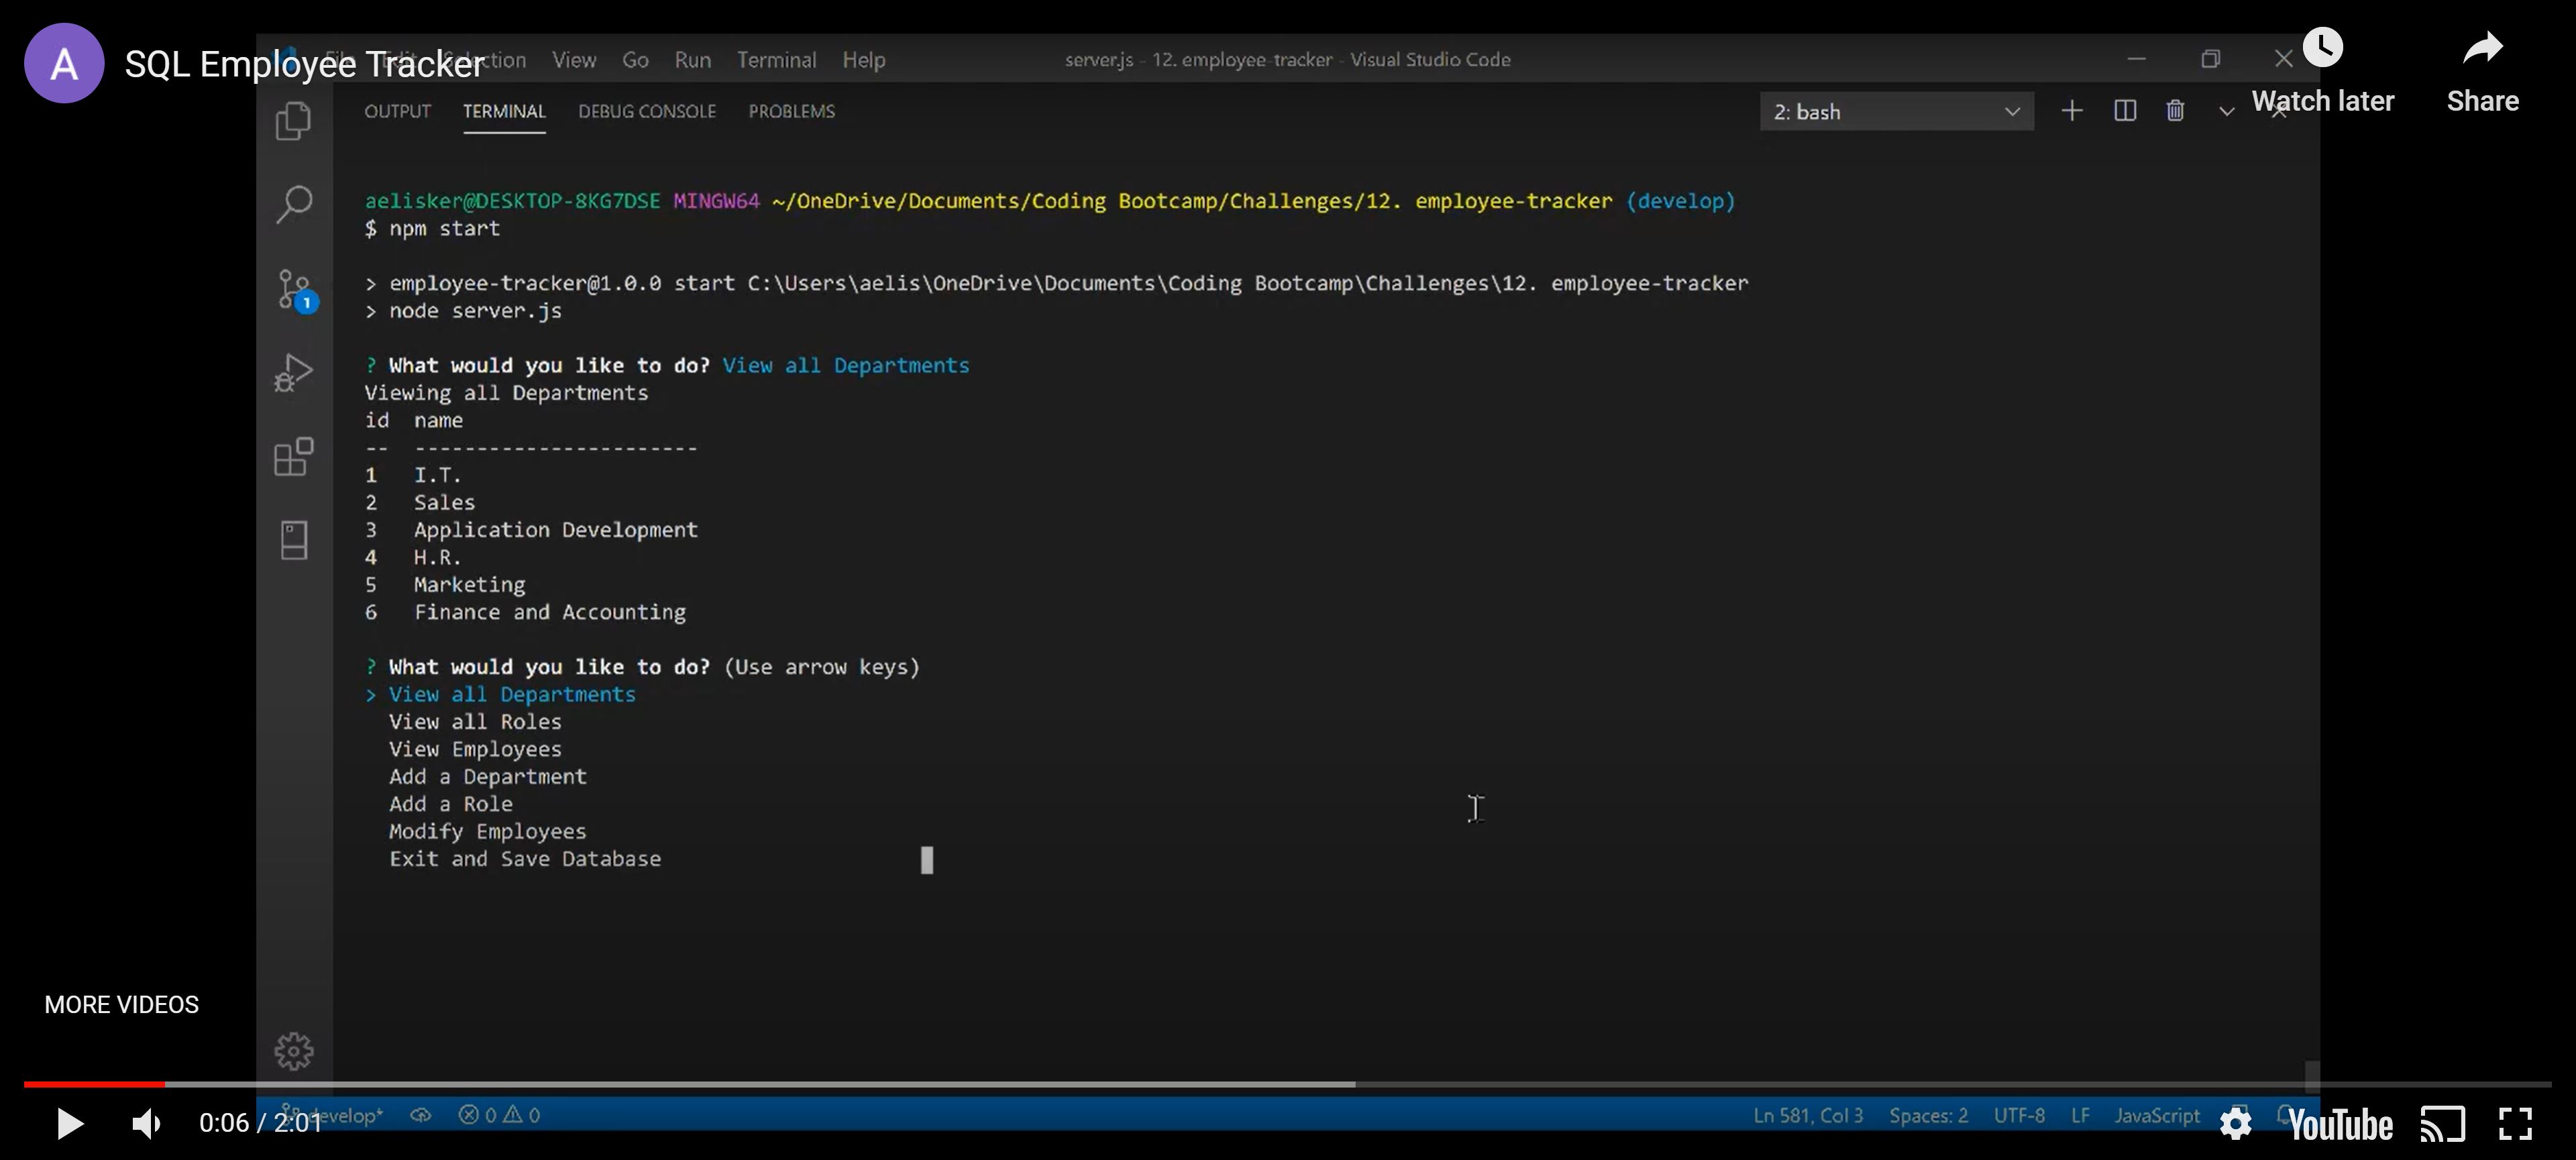 A
SQL Employee Tracker
File Edit Selection View Go Run Terminal Help
server.js - 12. employee-tracker - Visual Studio Code
Watch later
Share
OUTPUT TERMINAL DEBUG CONSOLE PROBLEMS
2: bash
aelisker@DESKTOP-8KG7DSE MINGW64 ~/OneDrive/Documents/Coding Bootcamp/Challenges/12. employee-tracker (develop)
$ npm start
> employee-tracker@1.0.0 start C:\Users\aelis\OneDrive\Documents\Coding Bootcamp\Challenges\12. employee-tracker
> node server.js
? What would you like to do? View all Departments
Viewing all Departments
id name
-- -----------------------
1 I.T.
2 Sales
3 Application Development
4 H.R.
5 Marketing
6 Finance and Accounting
? What would you like to do? (Use arrow keys)
> View all Departments
View all Roles
View Employees
Add a Department
Add a Role
Modify Employees
Exit and Save Database
1
MORE VIDEOS
0:06 / 2:01
develop* 0 0
Ln 581, Col 3 Spaces: 2 UTF-8 LF JavaScript
YouTube